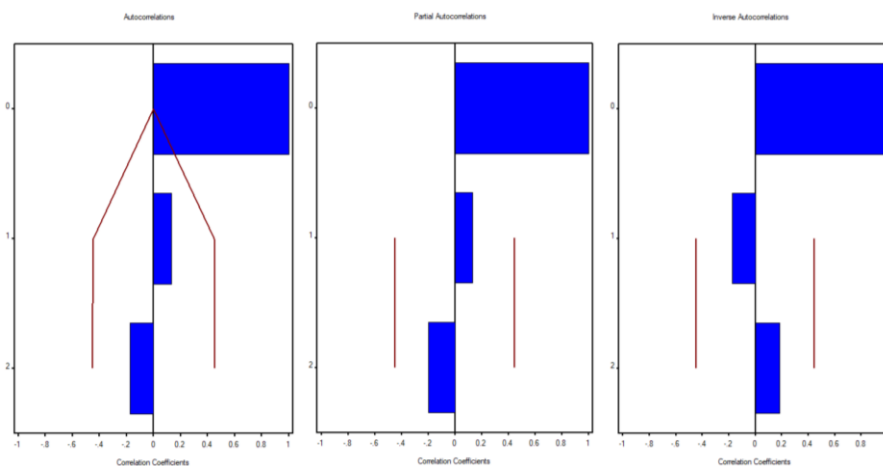 Autocorrelations
0
1
2
-1 -.8 -.6 -.4 -.2 0 0.2 0.4 0.6 0.8 1
Correlation Coefficients
Partial Autocorrelations
0
1
2
-1 -.8 -.6 -.4 -.2 0 0.2 0.4 0.6 0.8 1
Correlation Coefficients
Inverse Autocorrelations
0
1
2
-1 -.8 -.6 -.4 -.2 0 0.2 0.4 0.6 0.8
Correlation Coefficients